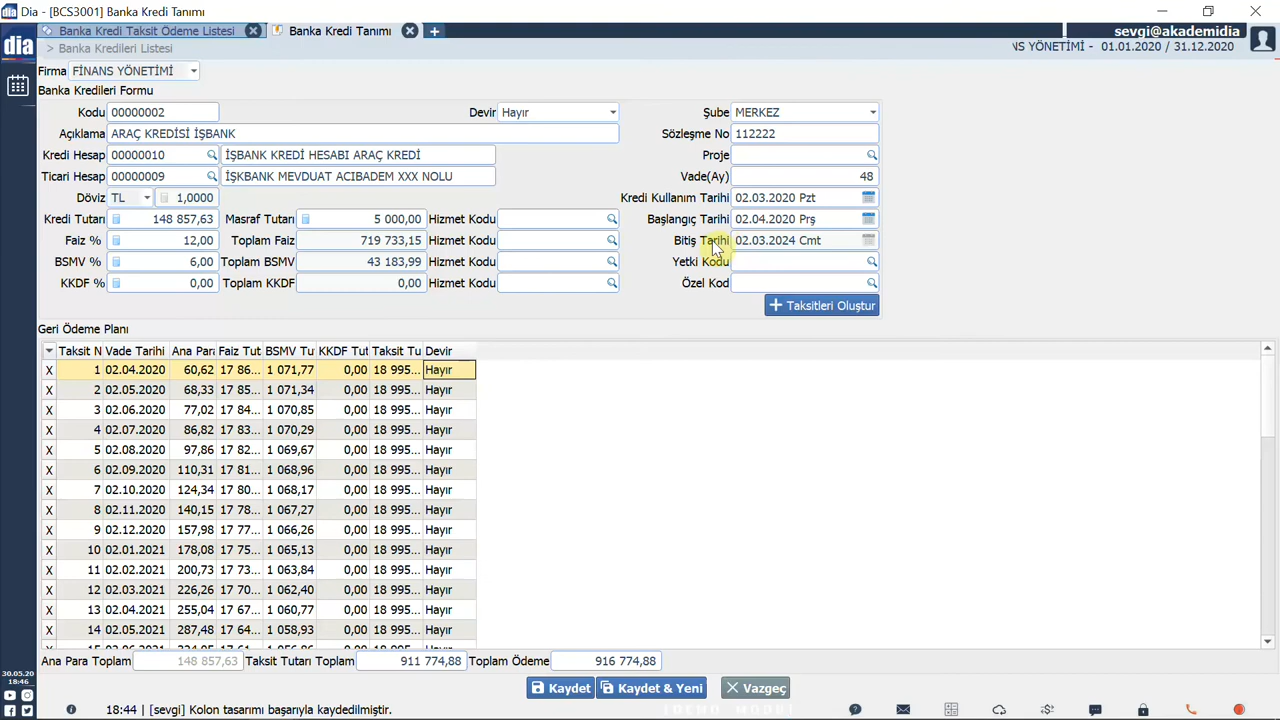 Dia - [BCS3001] Banka Kredi Tanımı
dia
Banka Kredi Taksit Ödeme Listesi
Banka Kredi Tanımı
sevgi@akademidia
> Banka Kredileri Listesi
NS YÖNETİMİ - 01.01.2020 / 31.12.2020
Firma FİNANS YÖNETİMİ
Banka Kredileri Formu
Kodu 00000002 Devir Hayır Şube MERKEZ
Açıklama ARAÇ KREDİSİ İŞBANK Sözleşme No 112222
Kredi Hesap 00000010 İŞBANK KREDİ HESABI ARAÇ KREDİ Proje
Ticari Hesap 00000009 İŞKBANK MEVDUAT ACIBADEM XXX NOLU Vade(Ay) 48
Döviz TL 1,0000 Kredi Kullanım Tarihi 02.03.2020 Pzt
Kredi Tutarı 148 857,63 Masraf Tutarı 5 000,00 Hizmet Kodu Başlangıç Tarihi 02.04.2020 Prş
Faiz % 12,00 Toplam Faiz 719 733,15 Hizmet Kodu Bitiş Tarihi 02.03.2024 Cmt
BSMV % 6,00 Toplam BSMV 43 183,99 Hizmet Kodu Yetki Kodu
KKDF % 0,00 Toplam KKDF 0,00 Hizmet Kodu Özel Kod
+ Taksitleri Oluştur
Geri Ödeme Planı
Taksit N Vade Tarihi Ana Par Faiz Tut BSMV Tu KKDF Tut Taksit Tu Devir
X 1 02.04.2020 60,62 17 86... 1 071,77 0,00 18 995... Hayır
X 2 02.05.2020 68,33 17 85... 1 071,34 0,00 18 995... Hayır
X 3 02.06.2020 77,02 17 84... 1 070,85 0,00 18 995... Hayır
X 4 02.07.2020 86,82 17 83... 1 070,29 0,00 18 995... Hayır
X 5 02.08.2020 97,86 17 82... 1 069,67 0,00 18 995... Hayır
X 6 02.09.2020 110,31 17 81... 1 068,96 0,00 18 995... Hayır
X 7 02.10.2020 124,34 17 80... 1 068,17 0,00 18 995... Hayır
X 8 02.11.2020 140,15 17 78... 1 067,27 0,00 18 995... Hayır
X 9 02.12.2020 157,98 17 77... 1 066,26 0,00 18 995... Hayır
X 10 02.01.2021 178,08 17 75... 1 065,13 0,00 18 995... Hayır
X 11 02.02.2021 200,73 17 73... 1 063,84 0,00 18 995... Hayır
X 12 02.03.2021 226,26 17 70... 1 062,40 0,00 18 995... Hayır
X 13 02.04.2021 255,04 17 67... 1 060,77 0,00 18 995... Hayır
X 14 02.05.2021 287,48 17 64... 1 058,93 0,00 18 995... Hayır
Ana Para Toplam 148 857,63 Taksit Tutarı Toplam 911 774,88 Toplam Ödeme 916 774,88
Kaydet Kaydet & Yeni Vazgeç
30.05.20
18:46
18:44 | [sevgi] Kolon tasarımı başarıyla kaydedilmiştir.